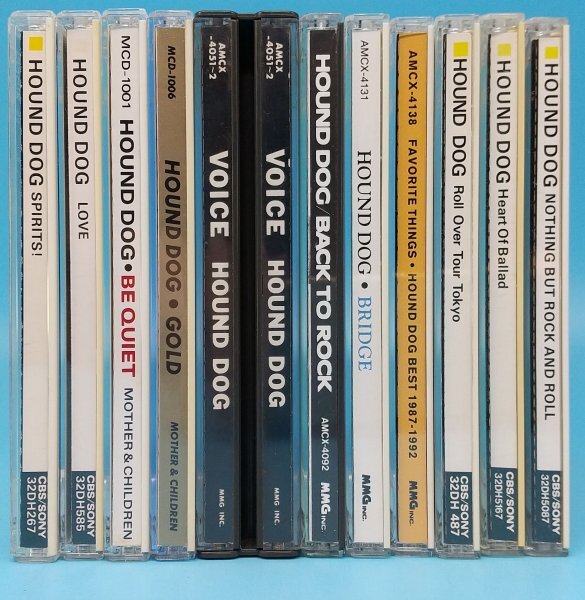 HOUND DOG SPIRITS!
CBS/SONY
32DH267
HOUND DOG LOVE
CBS/SONY
32DH585
MCD-1001 HOUND DOG • BE QUIET MOTHER & CHILDREN
MCD-1006 HOUND DOG • GOLD MOTHER & CHILDREN
AMCX
-4051~2
VOICE HOUND DOG
MMG INC.
AMCX
-4051~2
VOICE HOUND DOG
MMG INC.
HOUND DOG / BACK TO ROCK AMCX-4092 MMG INC.
AMCX-4131 HOUND DOG • BRIDGE MMG INC.
AMCX-4138 FAVORITE THINGS • HOUND DOG BEST 1987-1992 MMG INC.
HOUND DOG Roll Over Tour Tokyo
CBS/SONY
32DH 487
HOUND DOG Heart Of Ballad
CBS/SONY
32DH5167
HOUND DOG NOTHING BUT ROCK AND ROLL
CBS/SONY
32DH5087